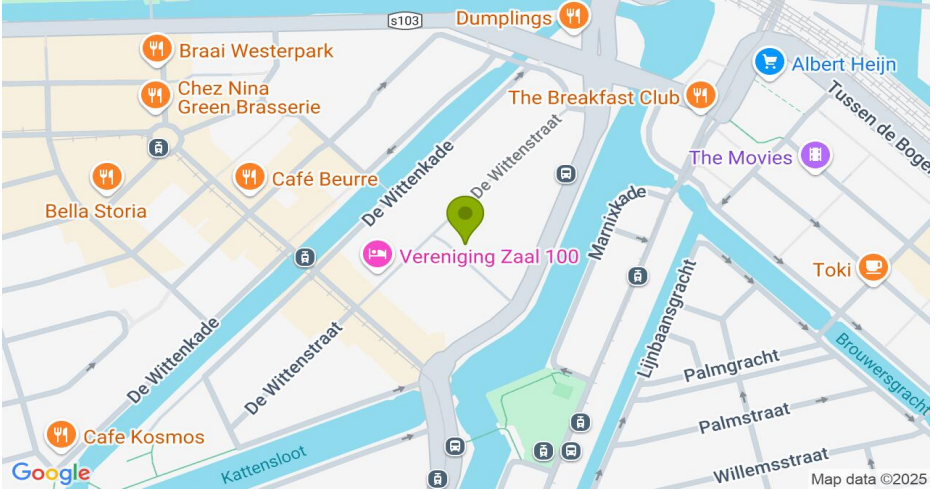 s103
Dumplings
Braai Westerpark
Albert Heijn
Chez Nina
Green Brasserie
The Breakfast Club
Tussen de Bogen
De Wittenstraat
The Movies
De Wittenkade
Café Beurre
Bella Storia
Marnixkade
Vereniging Zaal 100
Toki
Lijnbaansgracht
De Wittenkade
De Wittenstraat
Palmgracht
Brouwersgracht
Palmstraat
Cafe Kosmos
Kattensloot
Willemsstraat
Google
Map data ©2025